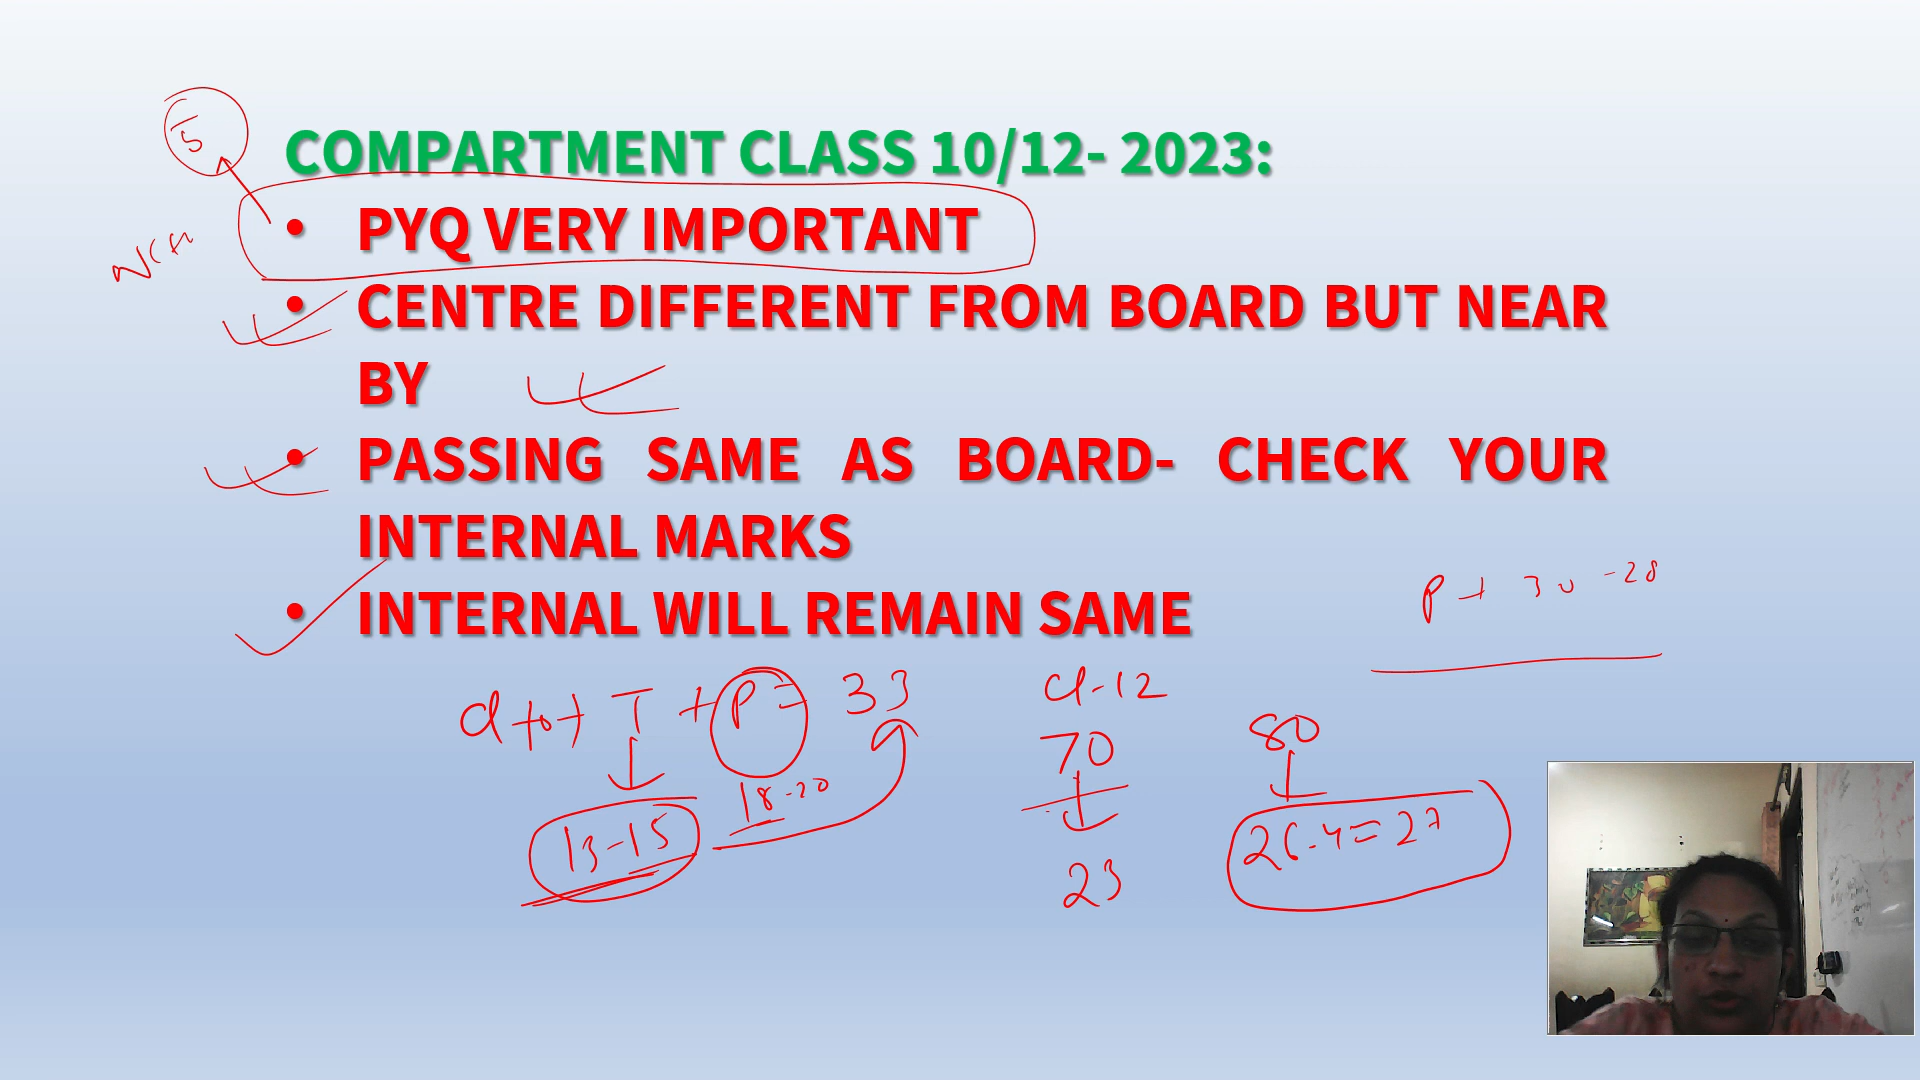 5
COMPARTMENT CLASS 10/12- 2023:
• PYQ VERY IMPORTANT
• CENTRE DIFFERENT FROM BOARD BUT NEAR
BY
• PASSING SAME AS BOARD- CHECK YOUR
INTERNAL MARKS
• INTERNAL WILL REMAIN SAME
P + 30 -28
T + P = 33
cl-12
70
80
18-20
13-15
26.4=27
23